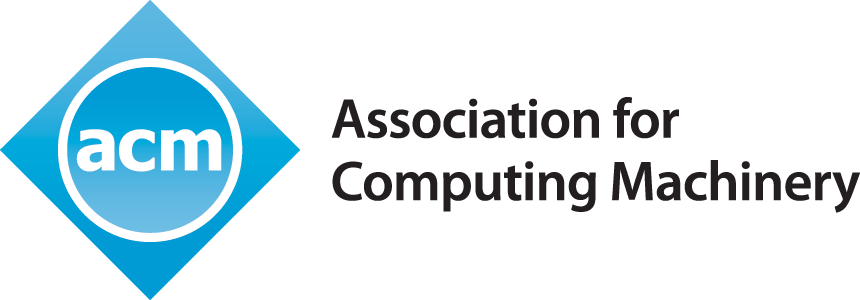 acm
Association for
Computing Machinery